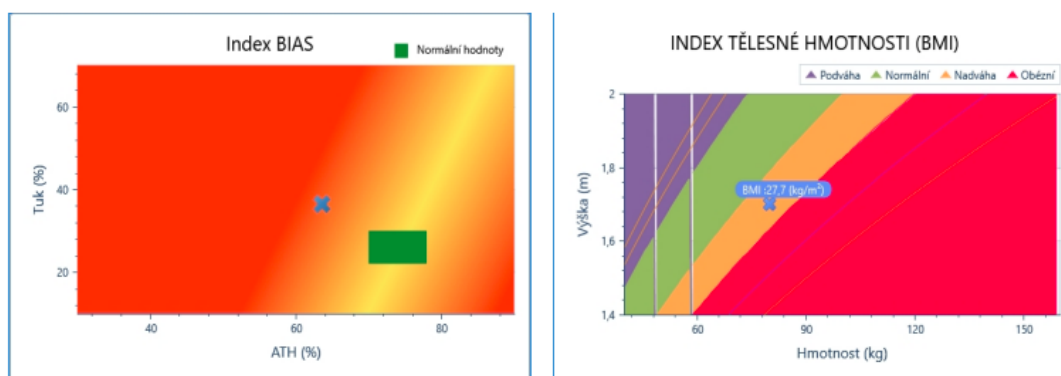 Index BIAS
Normální hodnoty
60
40
20
Tuk (%)
40
60
80
ATH (%)
INDEX TĚLESNÉ HMOTNOSTI (BMI)
Podváha Normální Nadváha Obézní
2
1,8
1,6
1,4
Výška (m)
BMI :27,7 (kg/m²)
60
90
120
150
Hmotnost (kg)